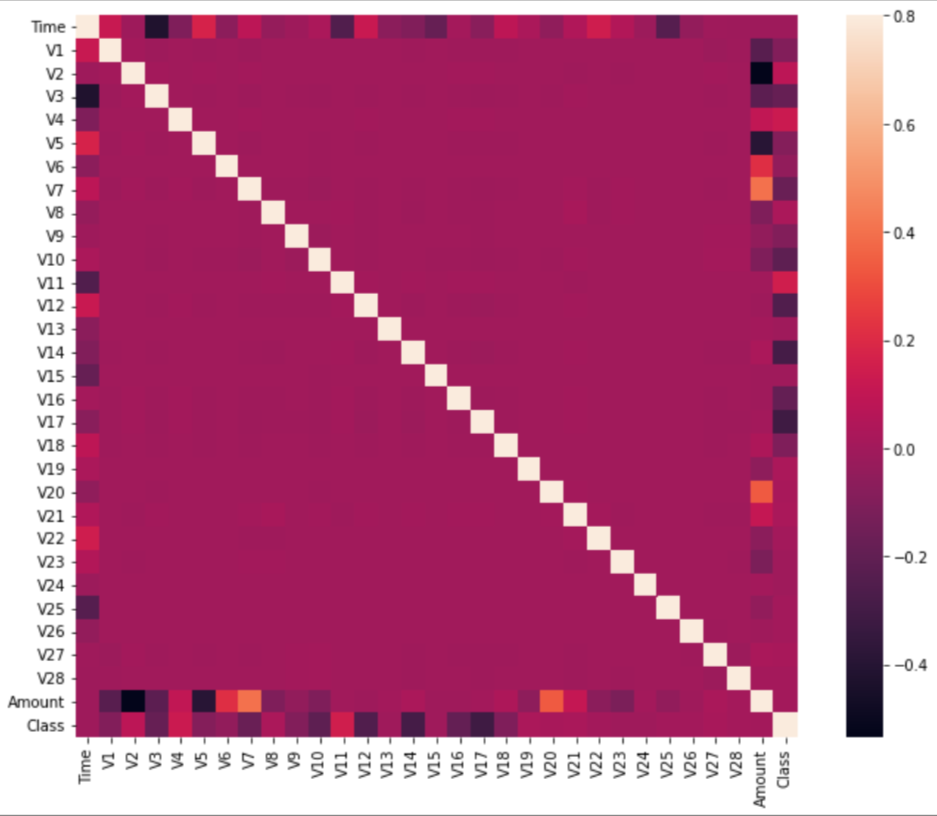 Time
V1
V2
V3
V4
V5
V6
V7
V8
V9
V10
V11
V12
V13
V14
V15
V16
V17
V18
V19
V20
V21
V22
V23
V24
V25
V26
V27
V28
Amount
Class
Time
V1
V2
V3
V4
V5
V6
V7
V8
V9
V10
V11
V12
V13
V14
V15
V16
V17
V18
V19
V20
V21
V22
V23
V24
V25
V26
V27
V28
Amount
Class
0.8
0.6
0.4
0.2
0.0
−0.2
−0.4